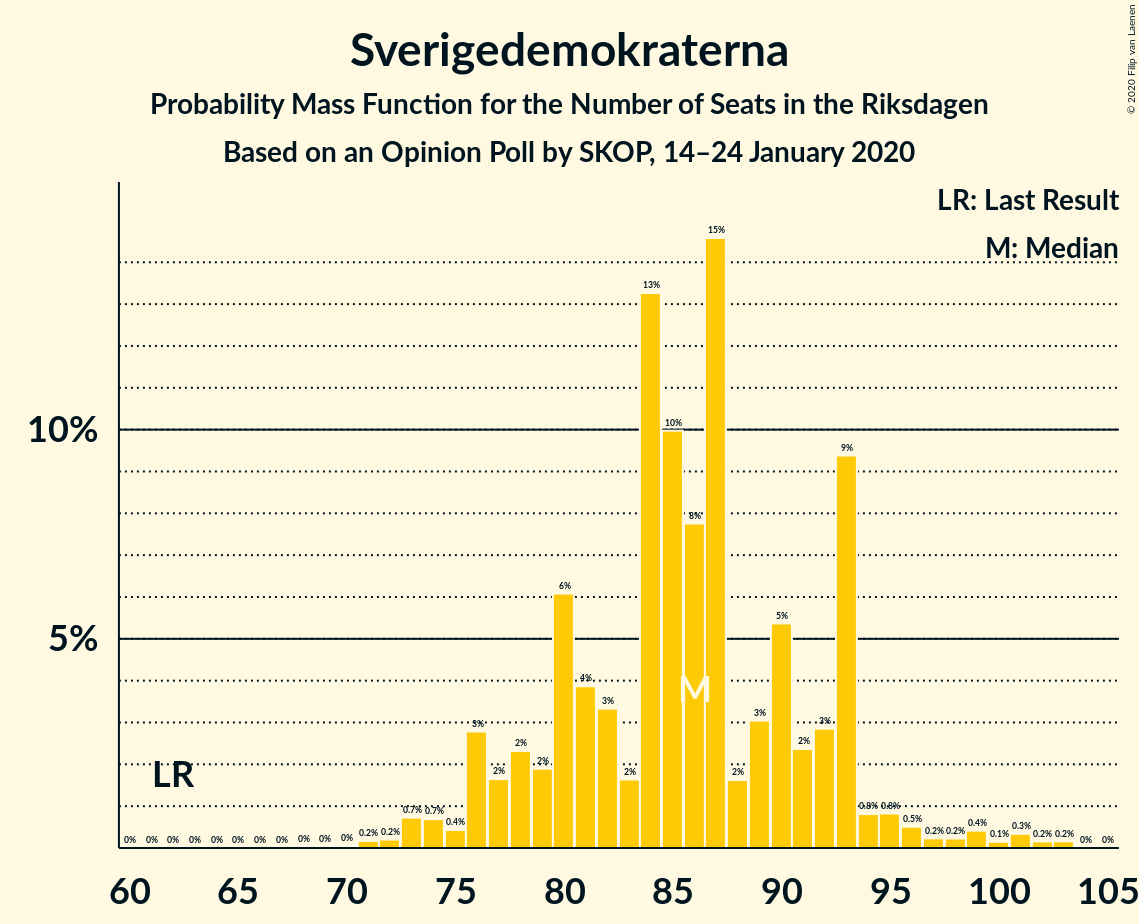 Sverigedemokraterna
Probability Mass Function for the Number of Seats in the Riksdagen
Based on an Opinion Poll by SKOP, 14–24 January 2020
© 2020 Filip van Laenen
LR: Last Result
M: Median
10%
5%
LR
M
0% 0% 0% 0% 0% 0% 0% 0% 0% 0% 0% 0.2% 0.2% 0.7% 0.7% 0.4% 3% 2% 2% 2% 6% 4% 3% 2% 13% 10% 8% 15% 2% 3% 5% 2% 3% 9% 0.8% 0.8% 0.5% 0.2% 0.2% 0.4% 0.1% 0.3% 0.2% 0.2% 0% 0%
60 65 70 75 80 85 90 95 100 105